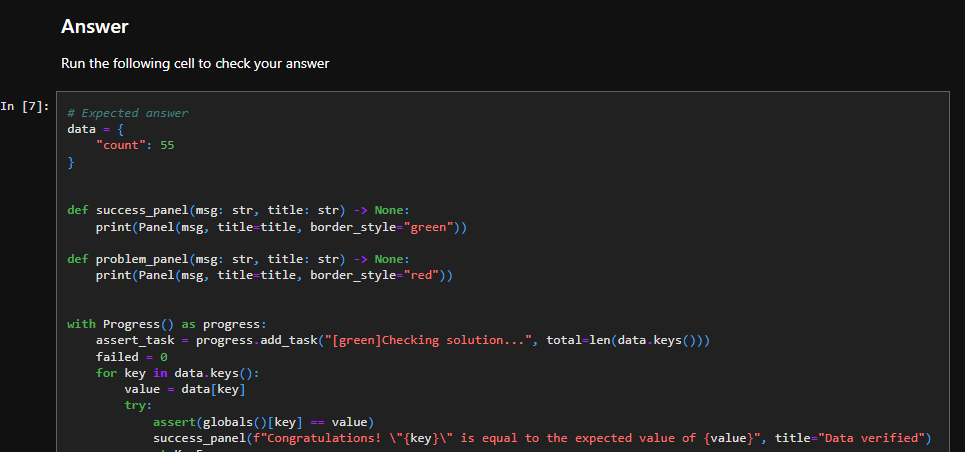 Answer
Run the following cell to check your answer
In [7]:
# Expected answer
data = {
    "count": 55
}
def success_panel(msg: str, title: str) -> None:
    print(Panel(msg, title=title, border_style="green"))
def problem_panel(msg: str, title: str) -> None:
    print(Panel(msg, title=title, border_style="red"))
with Progress() as progress:
    assert_task = progress.add_task("[green]Checking solution...", total=len(data.keys()))
    failed = 0
    for key in data.keys():
        value = data[key]
        try:
            assert(globals()[key] == value)
            success_panel(f"Congratulations! \"{key}\" is equal to the expected value of {value}", title="Data verified")